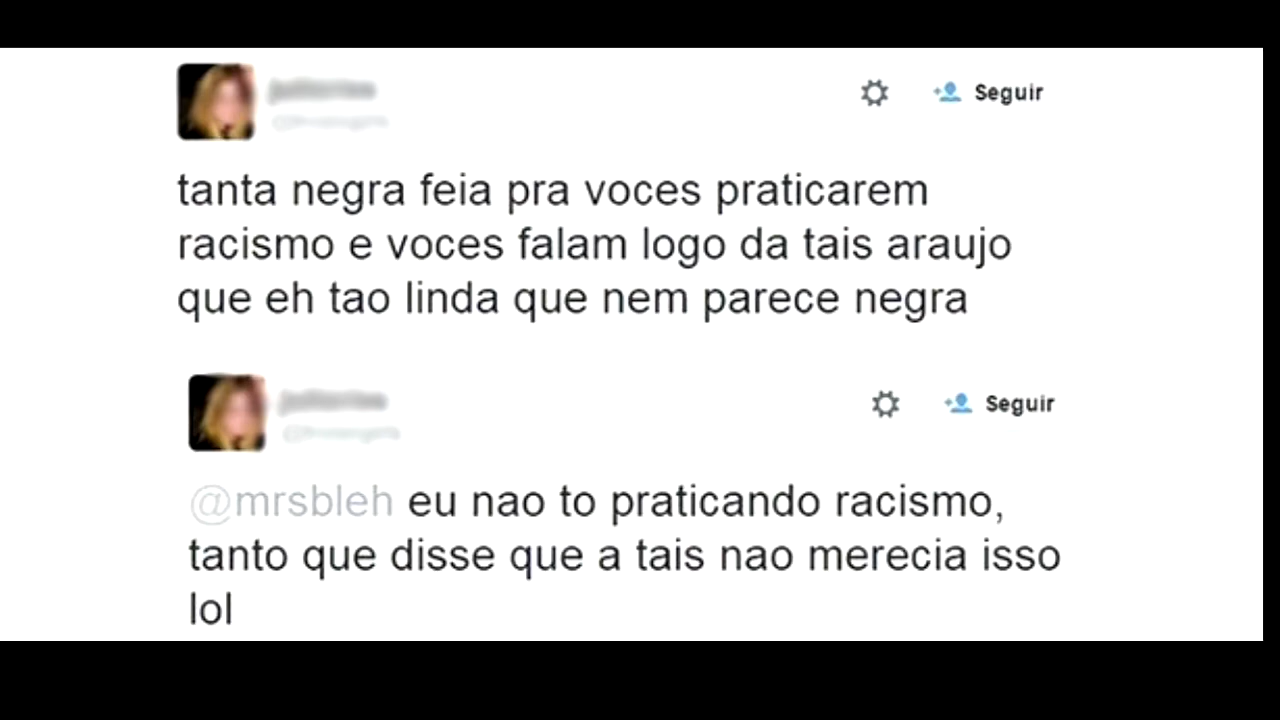 Seguir
tanta negra feia pra voces praticarem
racismo e voces falam logo da tais araujo
que eh tao linda que nem parece negra
Seguir
@mrsbleh eu nao to praticando racismo,
tanto que disse que a tais nao merecia isso
lol